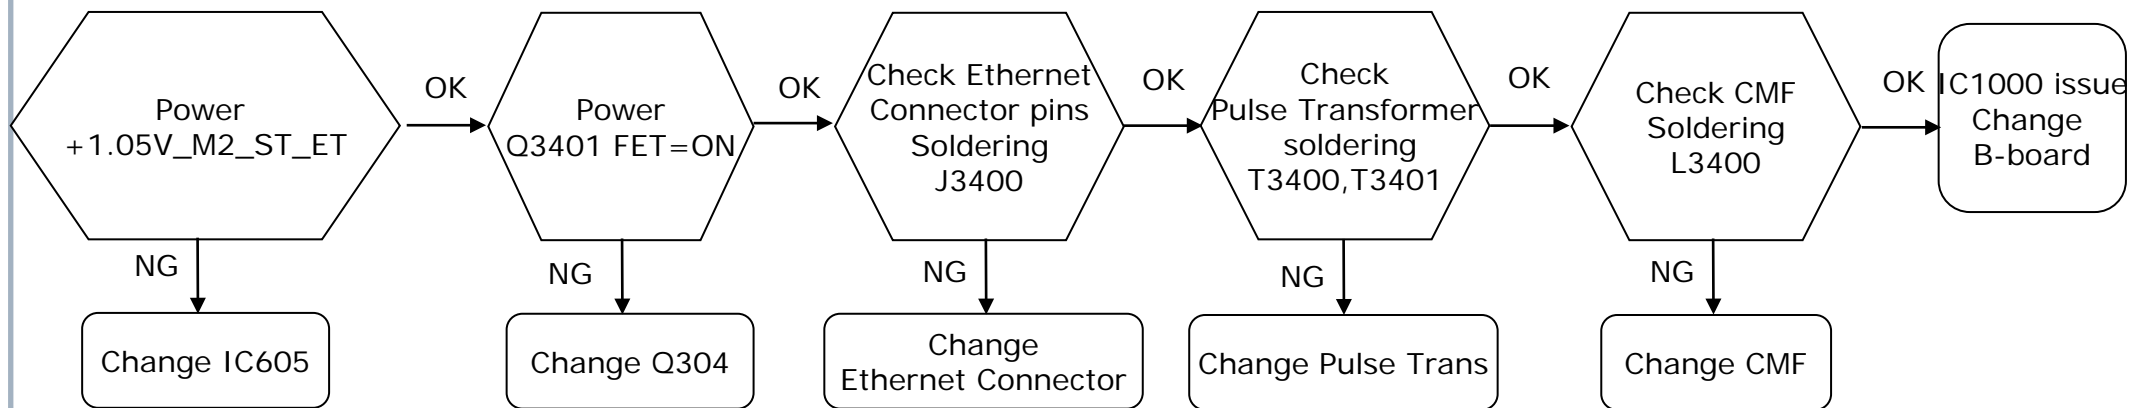 Power
+1.05V_M2_ST_ET
OK
NG
Change IC605
Power
Q3401 FET=ON
OK
NG
Change Q304
Check Ethernet
Connector pins
Soldering
J3400
OK
NG
Change
Ethernet Connector
Check
Pulse Transformer
soldering
T3400,T3401
OK
NG
Change Pulse Trans
Check CMF
Soldering
L3400
OK
NG
Change CMF
IC1000 issue
Change
B-board